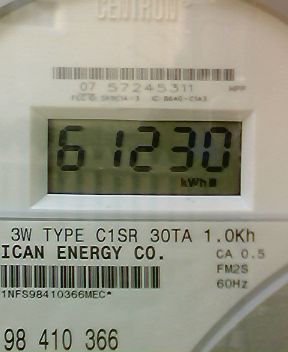 CENTRON
07 57245311
61230
kWh
3W TYPE C1SR 30TA 1.0Kh
ICAN ENERGY CO.
CA 0.5
FM2S
60Hz
1NFS98410366MEC*
98 410 366